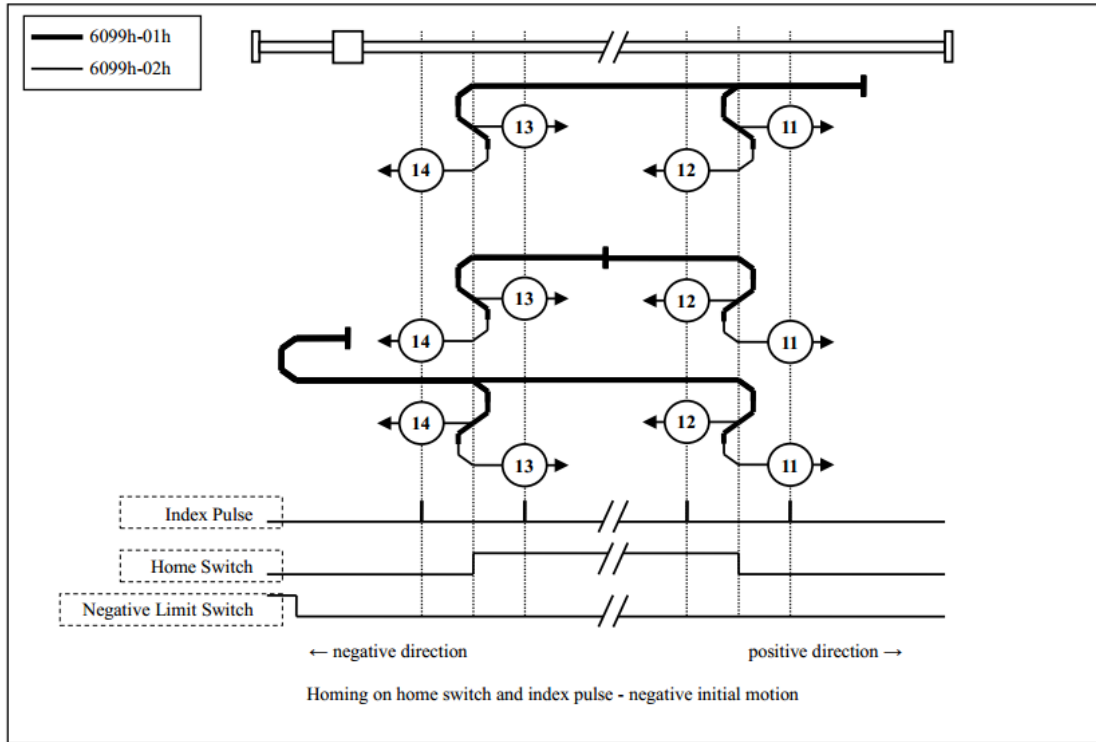 6099h-01h
6099h-02h
13
11
14
12
13
12
14
11
14
12
13
11
Index Pulse
Home Switch
Negative Limit Switch
← negative direction
positive direction →
Homing on home switch and index pulse - negative initial motion